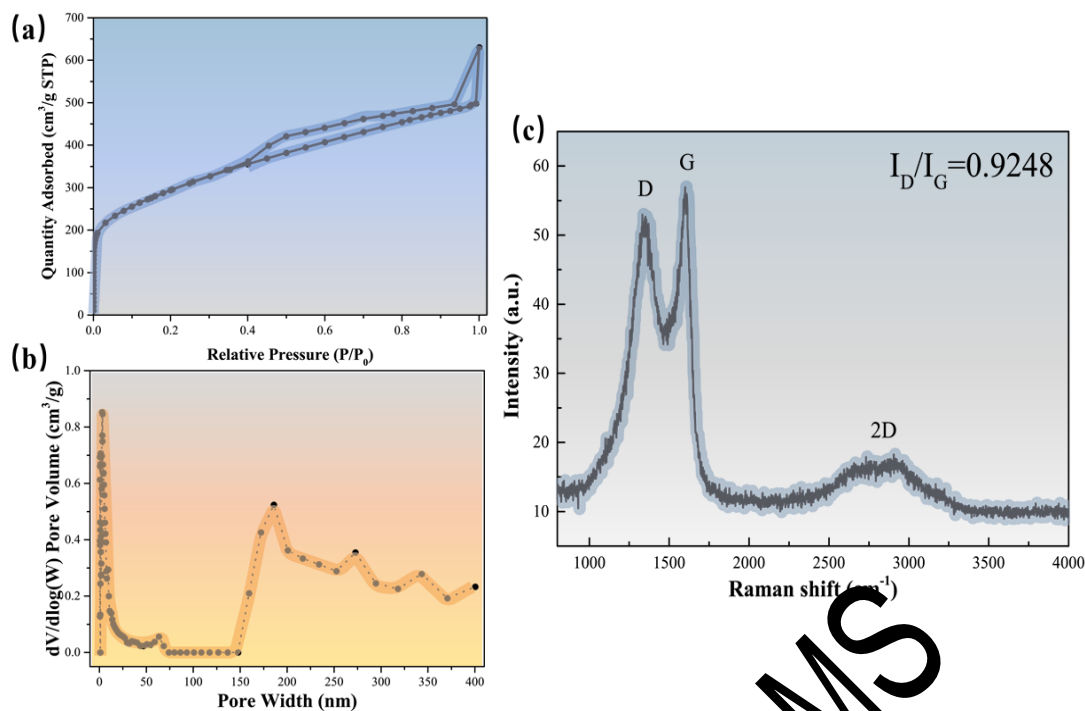 (a)
700
600
500
400
300
200
100
0
Quantity Adsorbed (cm³/g STP)
0.0 0.2 0.4 0.6 0.8 1.0
Relative Pressure (P/P₀)
(b)
1.0
0.8
0.6
0.4
0.2
0.0
dV/dlog(W) Pore Volume (cm³/g)
0 50 100 150 200 250 300 350 400
Pore Width (nm)
(c)
60
50
40
30
20
10
Intensity (a.u.)
D
G
2D
I_D/I_G=0.9248
1000 1500 2000 2500 3000 3500 4000
Raman shift (cm⁻¹)
MS